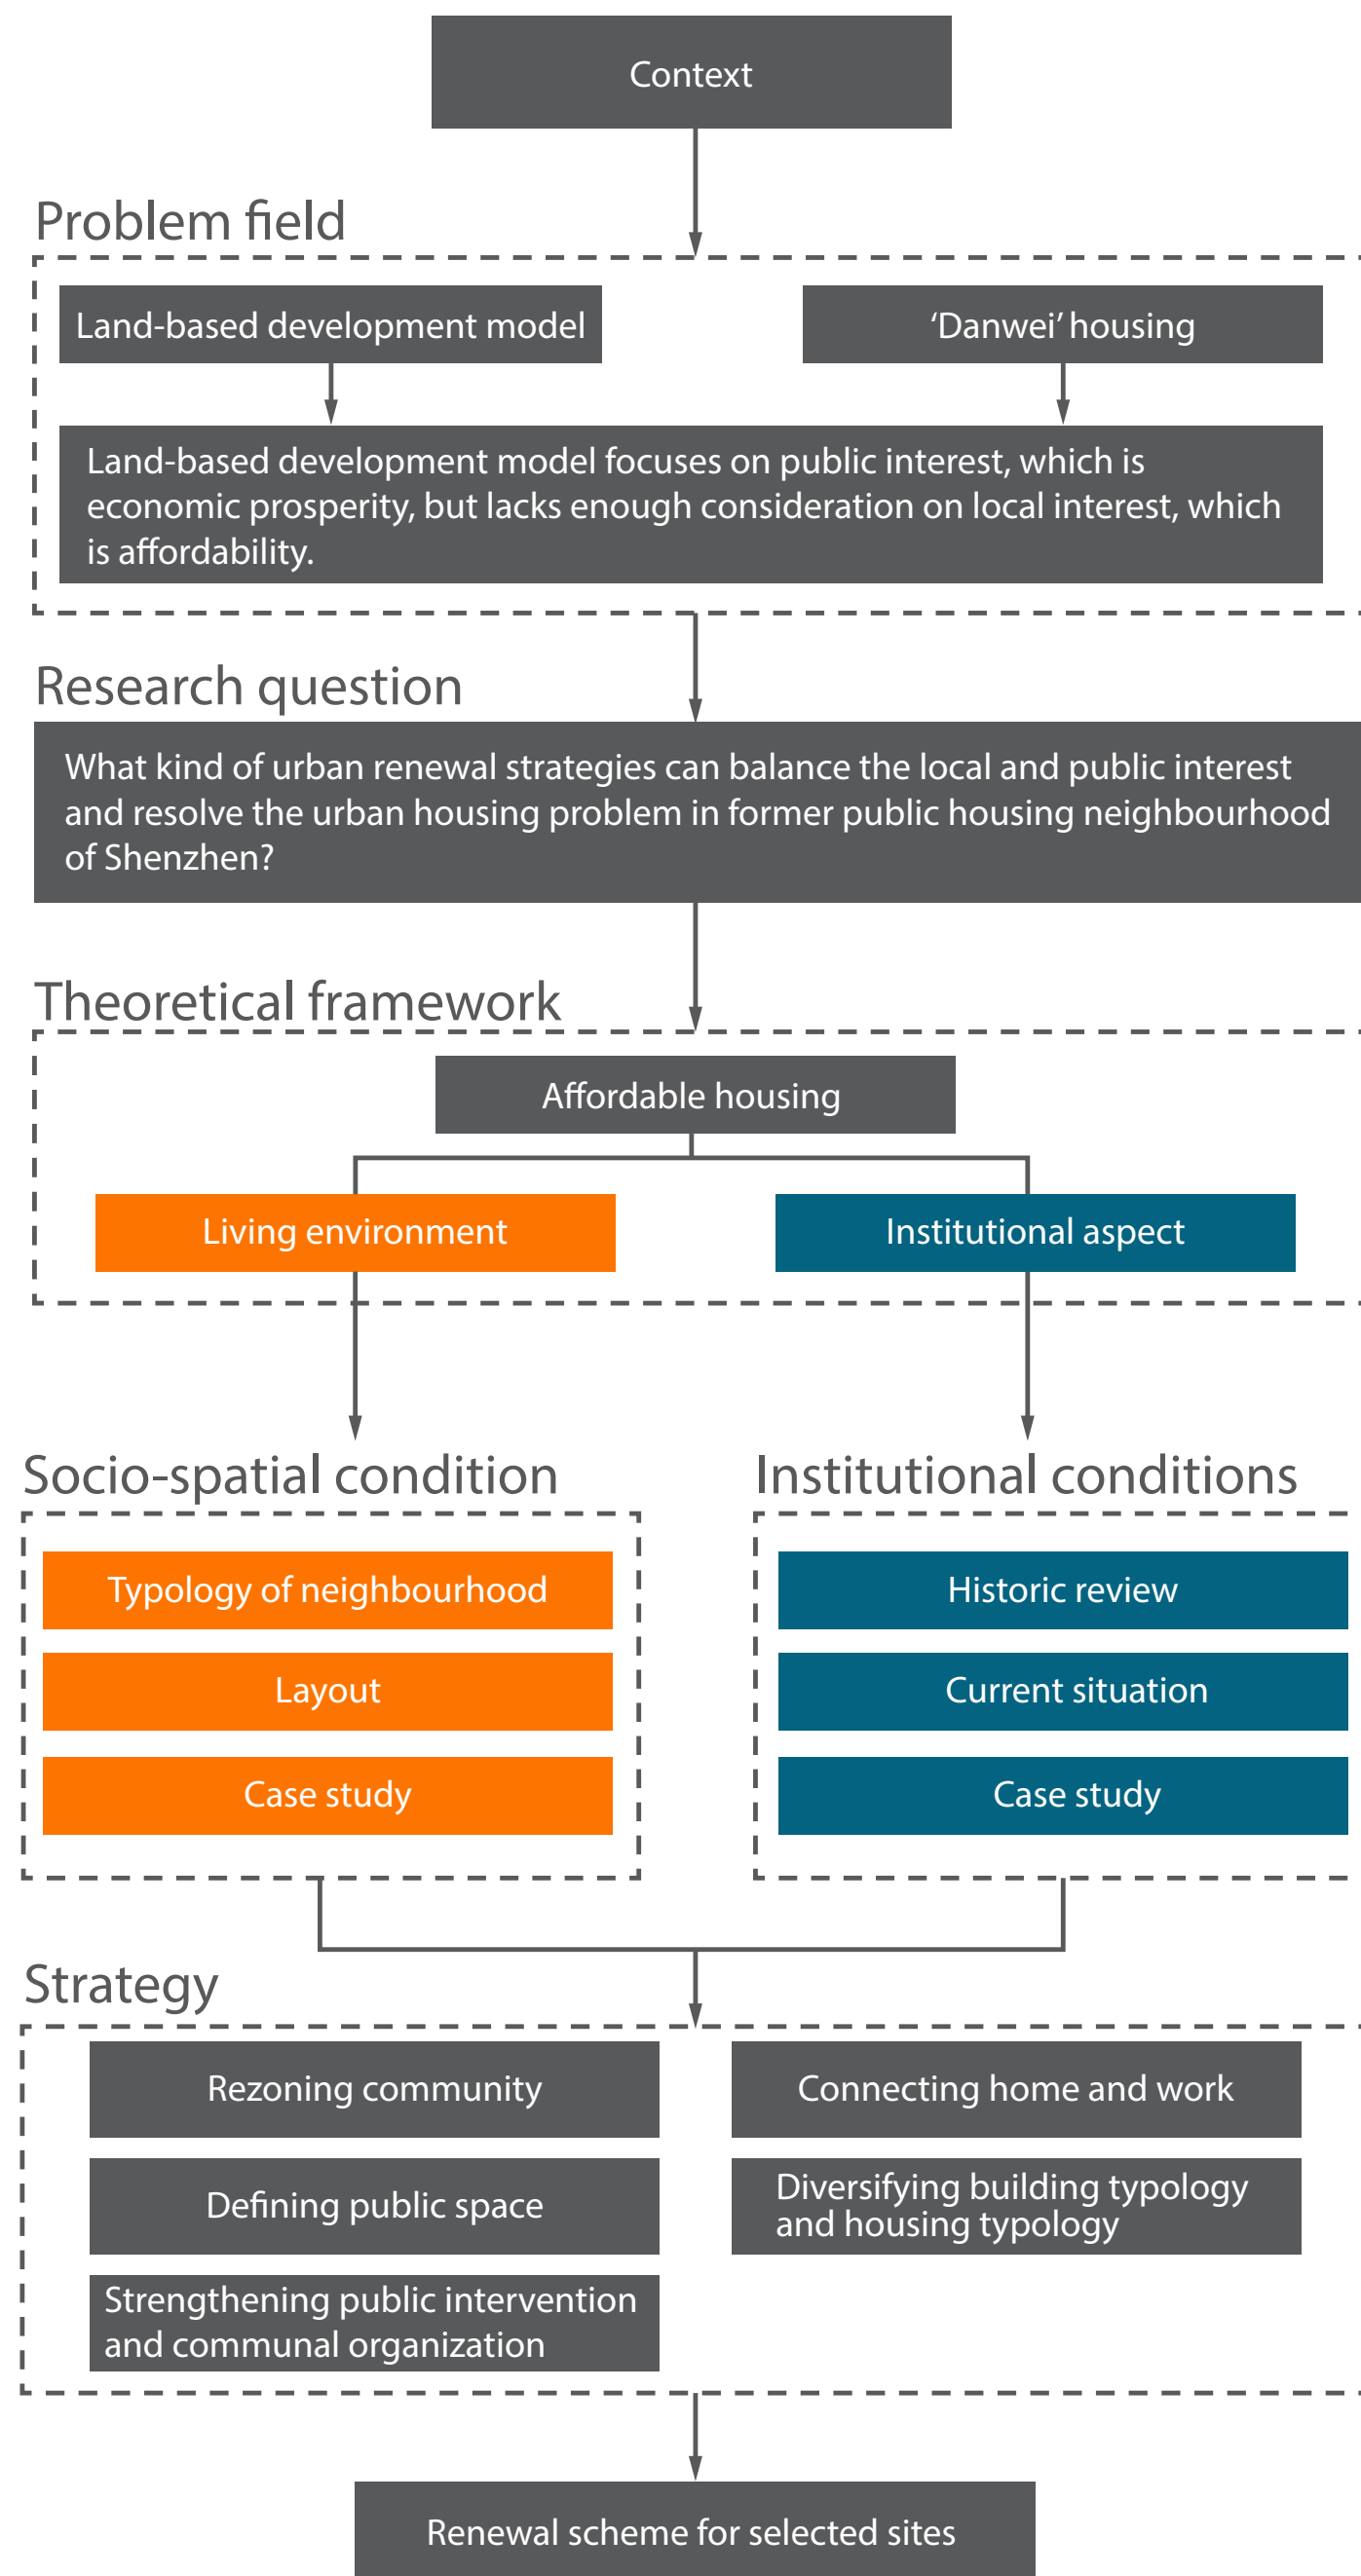 Context
Problem field
Land-based development model
‘Danwei’ housing
Land-based development model focuses on public interest, which is
economic prosperity, but lacks enough consideration on local interest, which
is affordability.
Research question
What kind of urban renewal strategies can balance the local and public interest
and resolve the urban housing problem in former public housing neighbourhood
of Shenzhen?
Theoretical framework
Affordable housing
Living environment
Institutional aspect
Socio-spatial condition
Institutional conditions
Typology of neighbourhood
Historic review
Layout
Current situation
Case study
Case study
Strategy
Rezoning community
Connecting home and work
Defining public space
Diversifying building typology
and housing typology
Strengthening public intervention
and communal organization
Renewal scheme for selected sites